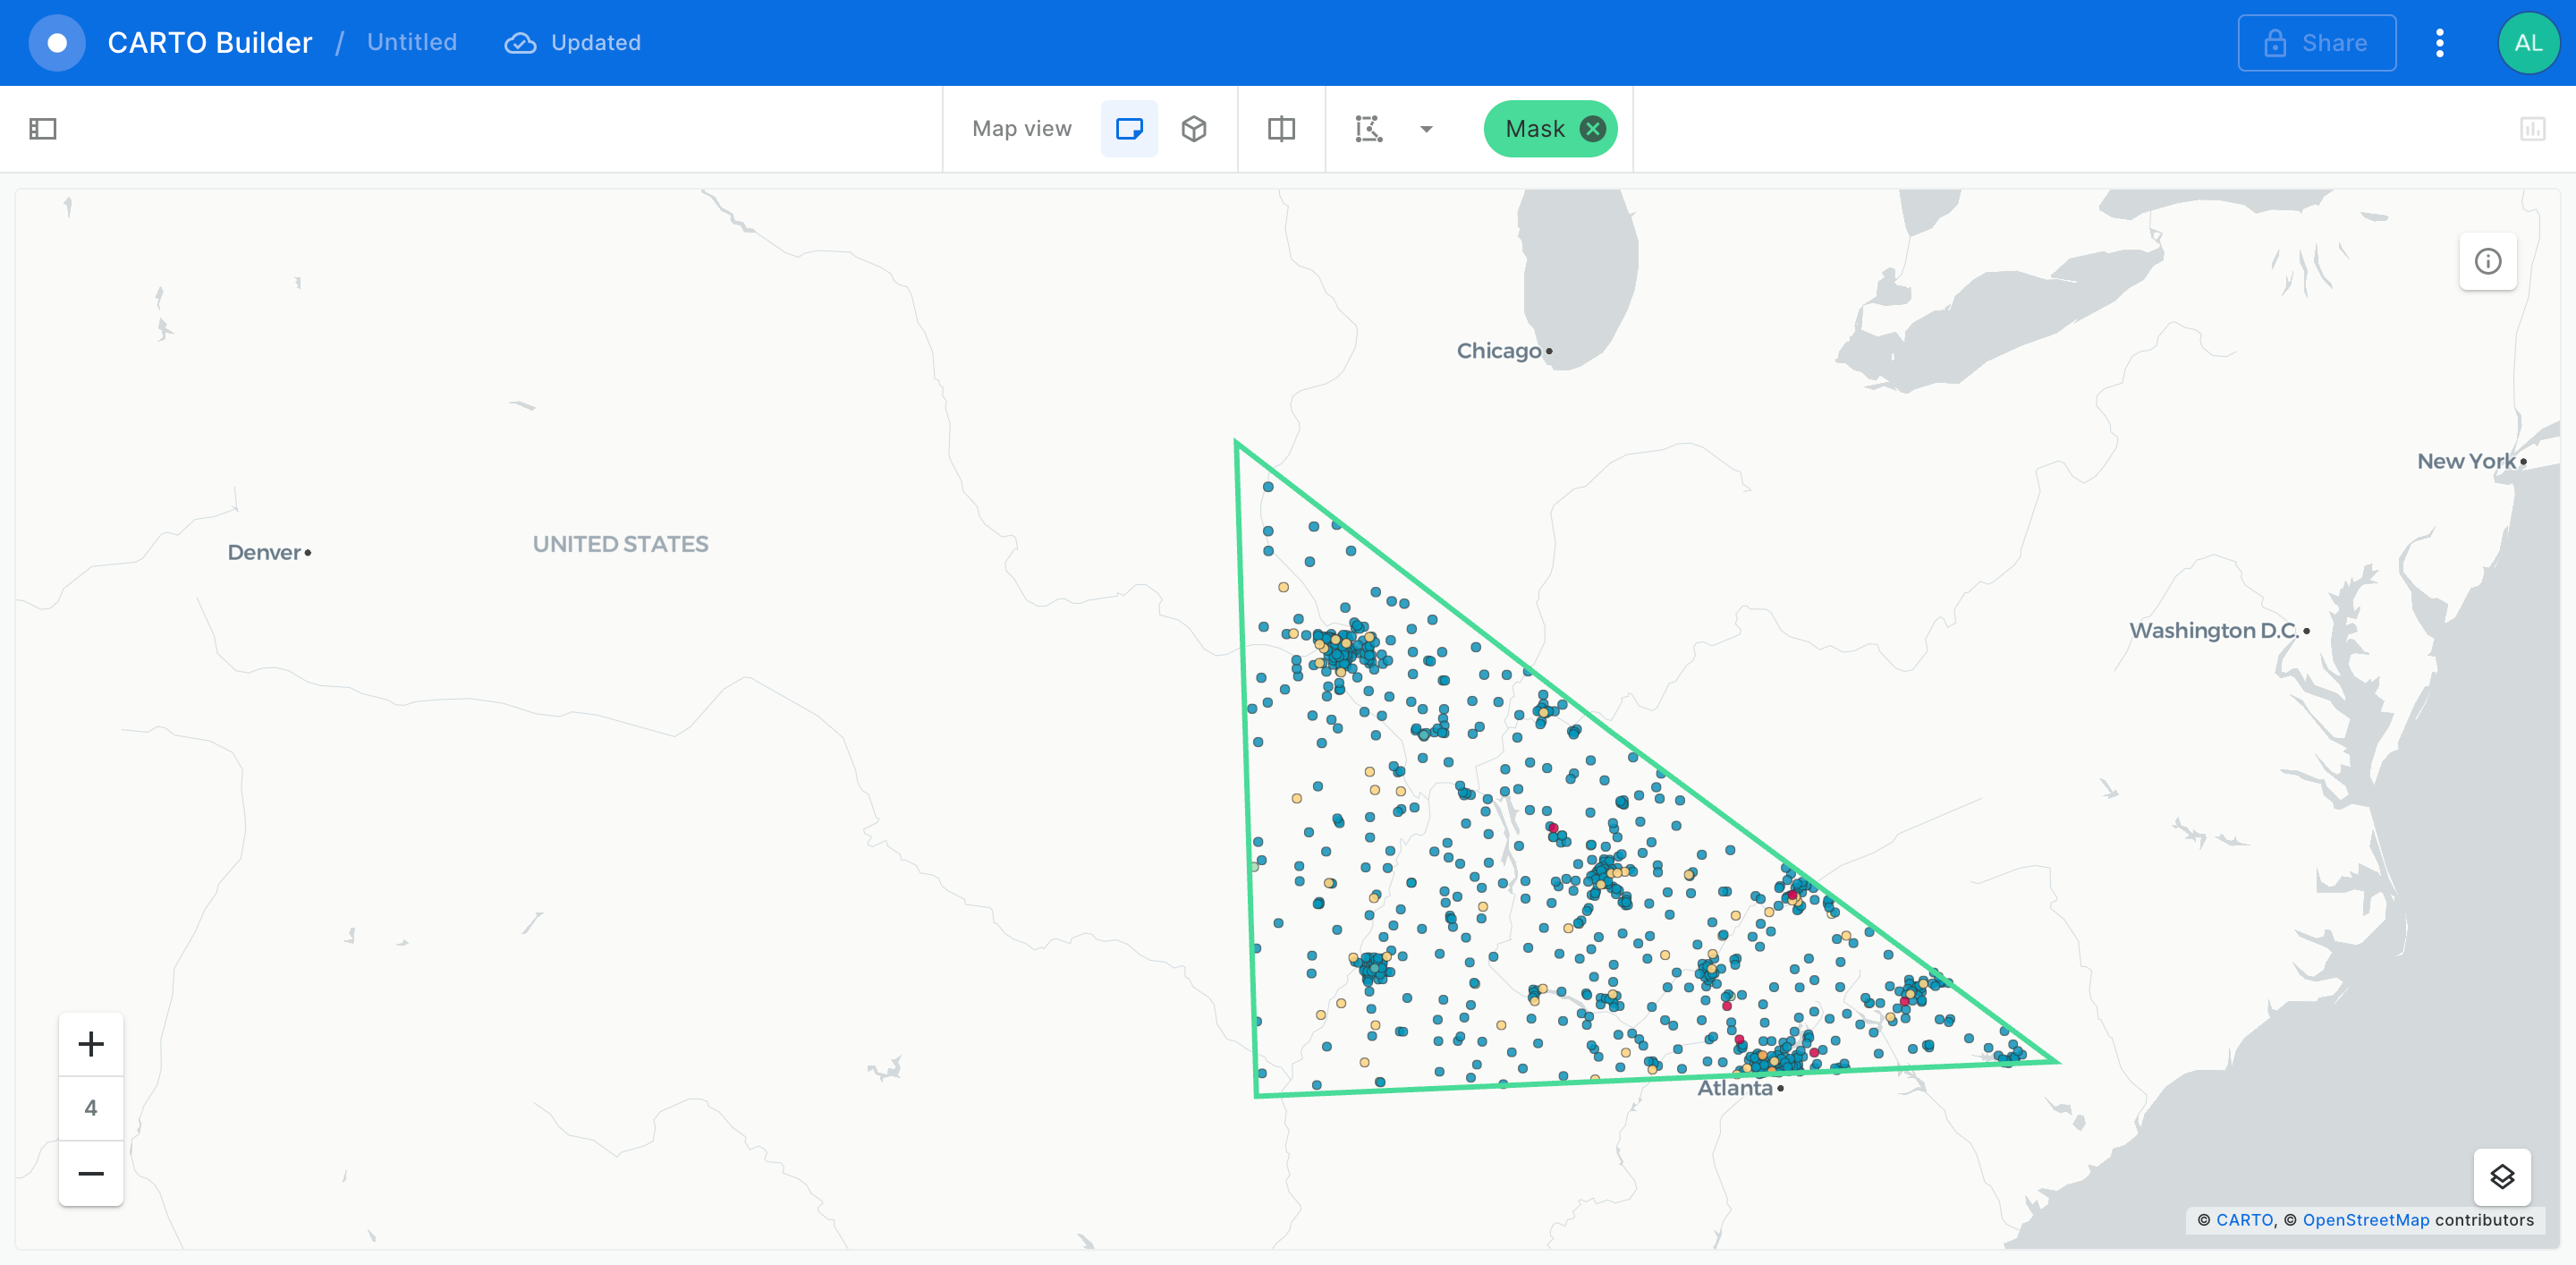 CARTO Builder / Untitled Updated Share AL
Map view Mask
Chicago
New York
Denver
UNITED STATES
Washington D.C.
Atlanta
4
© CARTO, © OpenStreetMap contributors